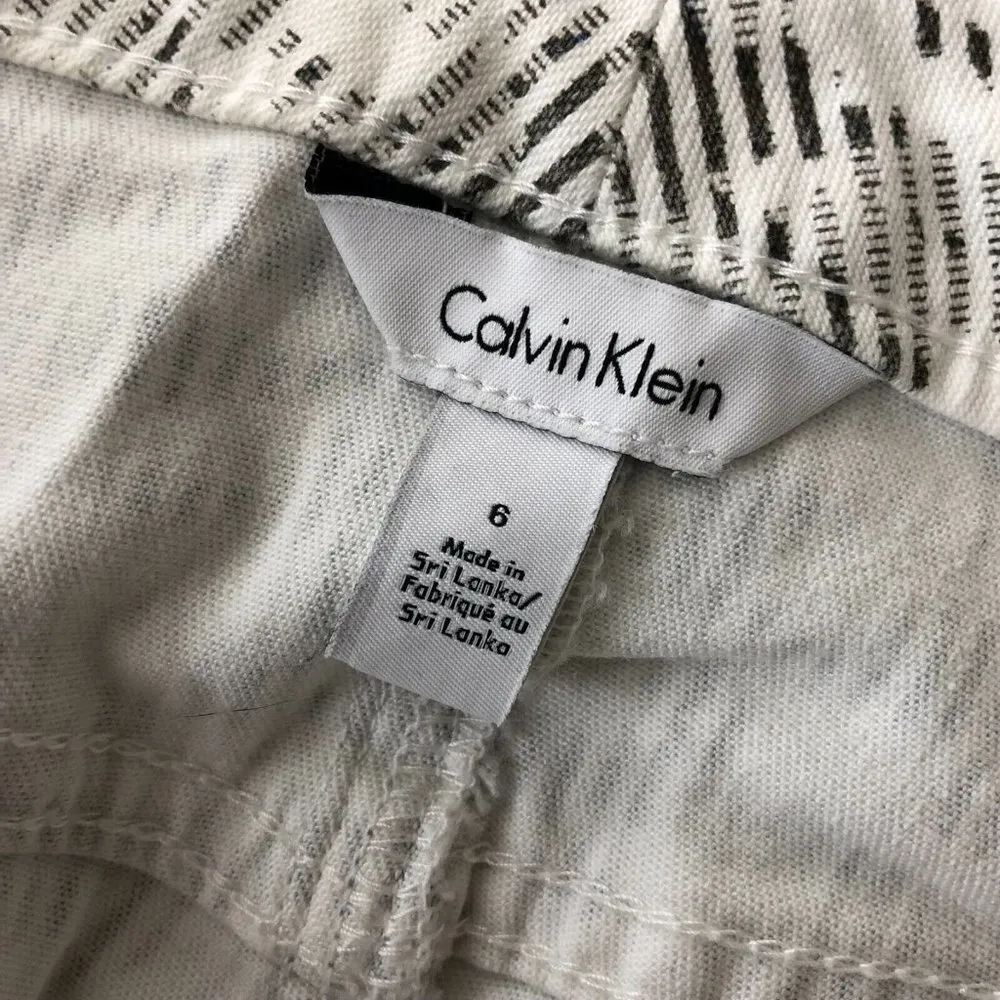 Calvin Klein
6
Made in
Sri Lanka/
Fabriqué au
Sri Lanka